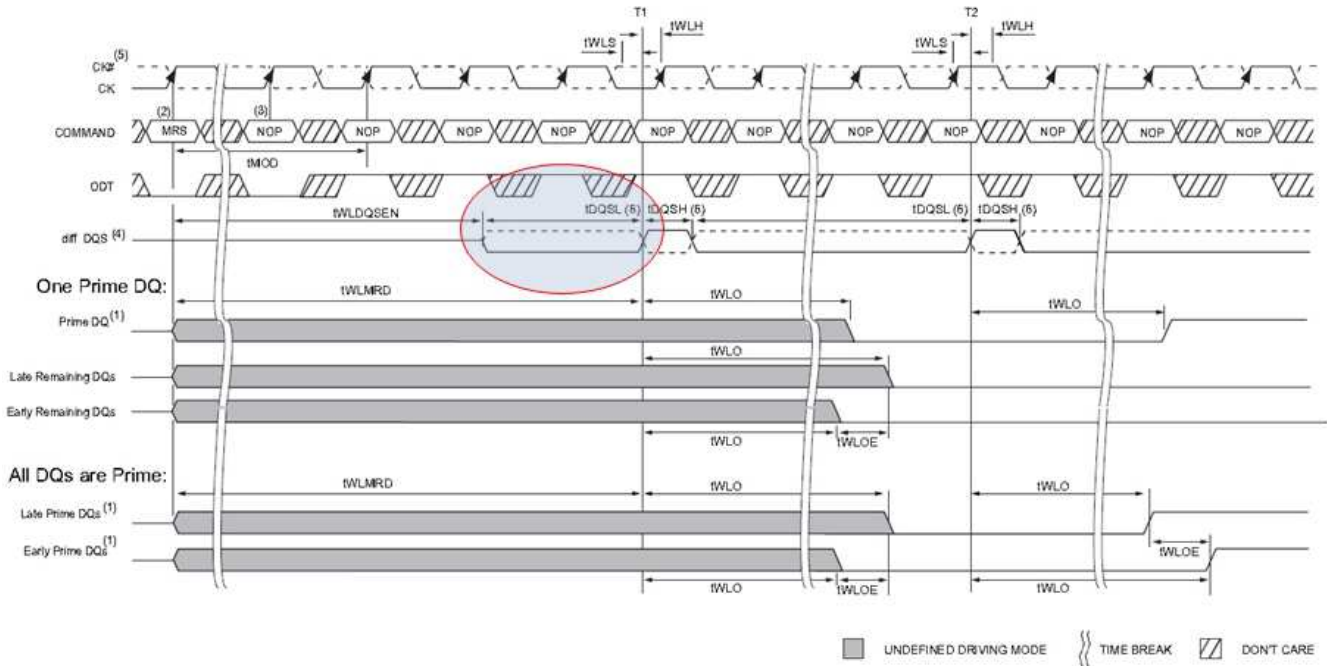 T1 T2
tWLH tWLH
tWLS tWLS
CK# (5)
CK
(2) (3)
COMMAND MRS NOP NOP NOP NOP NOP NOP NOP NOP NOP NOP NOP
tMOD
ODT
tWLDQSEN tDQSL (6) tDQSH (6) tDQSL (6) tDQSH (6)
diff DQS (4)
One Prime DQ:
tWLMRD tWLO tWLO
Prime DQ (1)
tWLO
Late Remaining DQs
Early Remaining DQs
tWLO tWLOE
All DQs are Prime:
tWLMRD tWLO tWLO
Late Prime DQs (1)
Early Prime DQs (1)
tWLOE
tWLO tWLOE tWLO
UNDEFINED DRIVING MODE TIME BREAK DON'T CARE